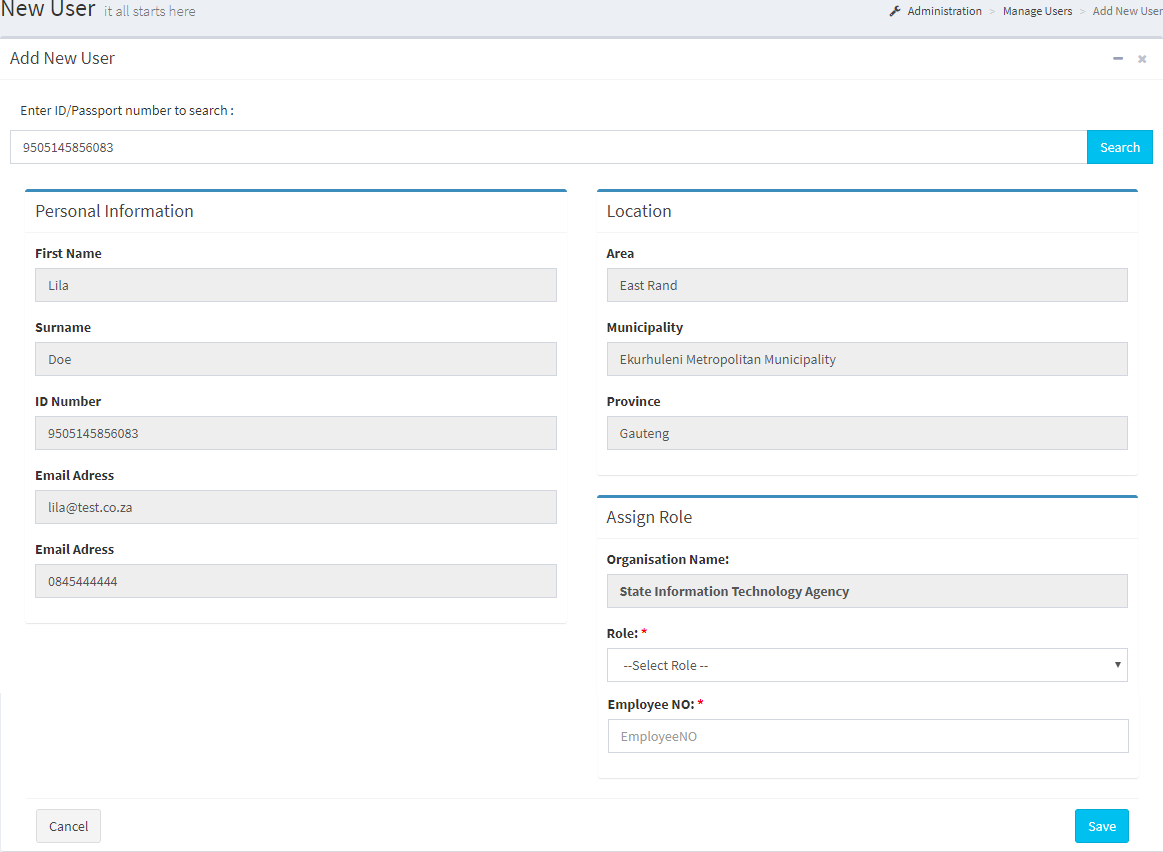 New User it all starts here
Administration > Manage Users > Add New User
Add New User
Enter ID/Passport number to search :
9505145856083
Search
Personal Information
First Name
Lila
Surname
Doe
ID Number
9505145856083
Email Adress
lila@test.co.za
Email Adress
0845444444
Location
Area
East Rand
Municipality
Ekurhuleni Metropolitan Municipality
Province
Gauteng
Assign Role
Organisation Name:
State Information Technology Agency
Role: *
--Select Role --
Employee NO: *
EmployeeNO
Cancel
Save